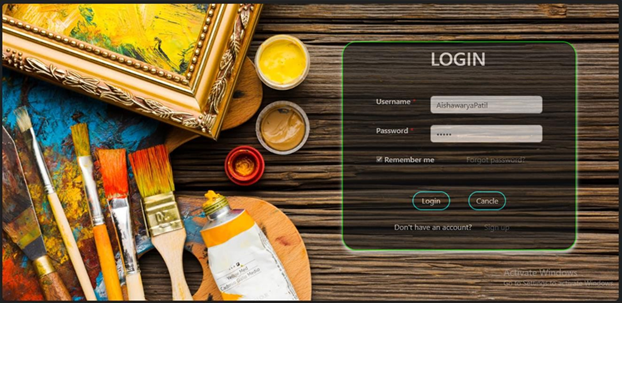 LOGIN
Username *
AishawaryaPatil
Password *
•••••
Remember me Forgot password?
Login Cancle
Don't have an account? Sign up
Activate Windows
Go to Settings to activate Windows.